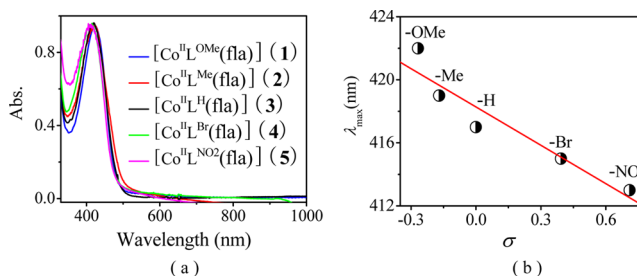 0.8
0.4
0.0
Abs.
[Co^II L^OMe(fla)] (1)
[Co^II L^Me(fla)] (2)
[Co^II L^H(fla)] (3)
[Co^II L^Br(fla)] (4)
[Co^II L^NO2(fla)] (5)
400 600 800 1000
Wavelength (nm)
( a )
424
420
416
412
λmax(nm)
-OMe
-Me
-H
-Br
-NO
-0.3 0.0 0.3 0.6
σ
( b )